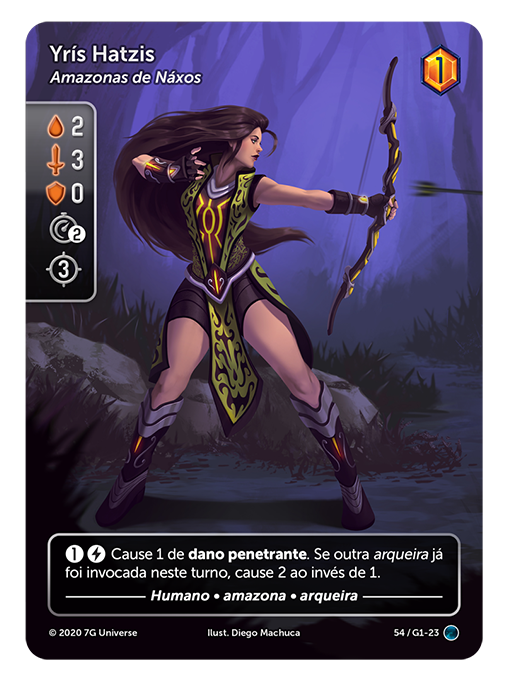 Yrís Hatzis
Amazonas de Náxos
1
2
3
0
2
3
1 Cause 1 de dano penetrante. Se outra arqueira já
foi invocada neste turno, cause 2 ao invés de 1.
Humano • amazona • arqueira
© 2020 7G Universe
Ilust. Diego Machuca
54 / G1-23